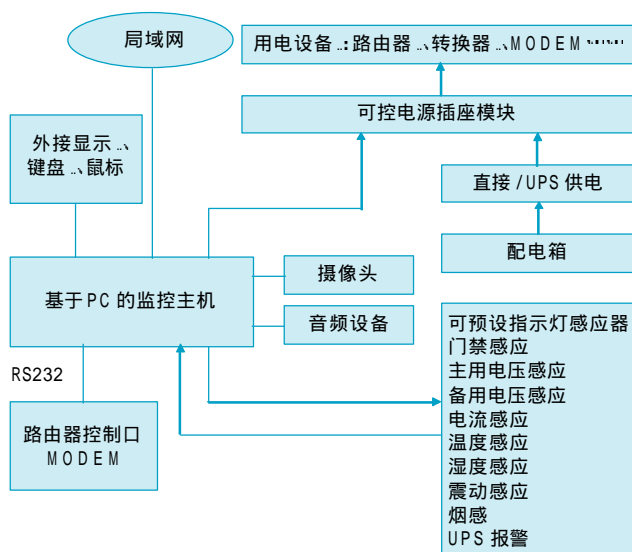 局域网
用电设备..:路由器..、转换器..、MODEM……
可控电源插座模块
外接显示..、
键盘..、鼠标
直接/UPS供电
配电箱
基于PC的监控主机
摄像头
音频设备
可预设指示灯感应器
门禁感应
主用电压感应
备用电压感应
电流感应
温度感应
湿度感应
震动感应
烟感
UPS报警
RS232
路由器控制口
MODEM